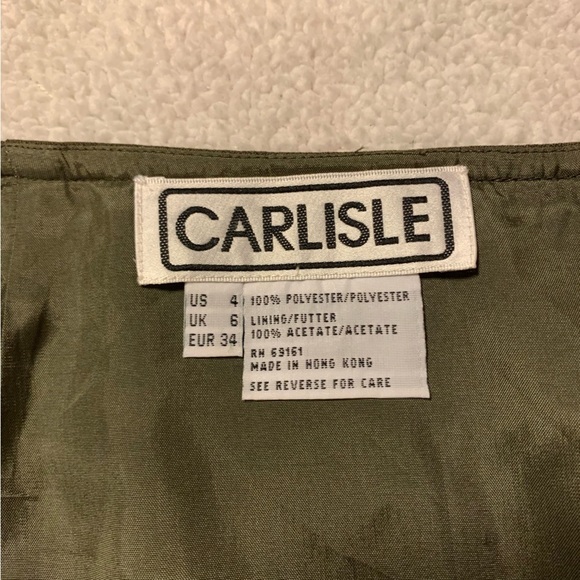 CARLISLE
US 4
UK 6
EUR 34
100% POLYESTER/POLYESTER
LINING/FUTTER
100% ACETATE/ACETATE
RN 69161
MADE IN HONG KONG
SEE REVERSE FOR CARE